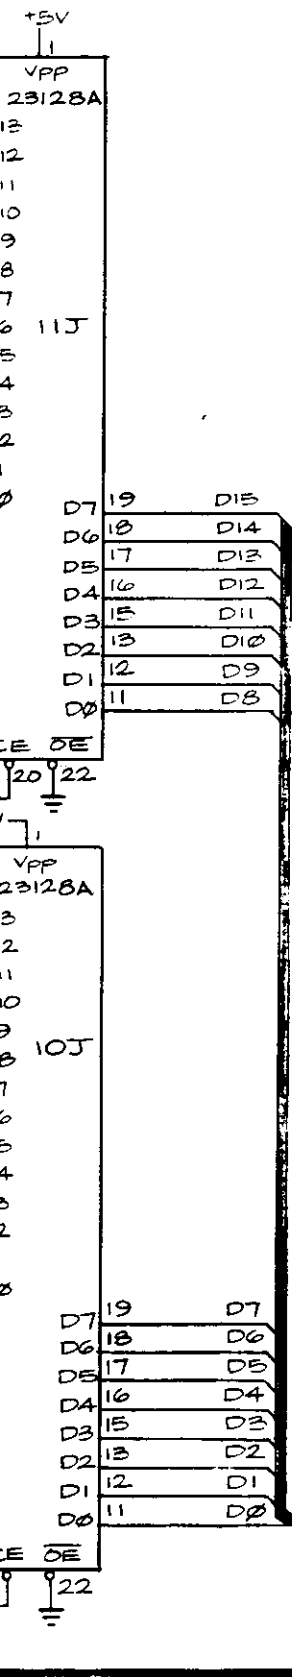 +5V
1
VPP
23128A
13
12
11
10
9
8
7
6 11J
5
4
3
2
1
D7 19 D15
D6 18 D14
D5 17 D13
D4 16 D12
D3 15 D11
D2 13 D1Ø
D1 12 D9
DØ 11 D8
CE OE
20 22
1
VPP
23128A
3
2
11
10
9
8 10J
7
6
5
4
3
2
Ø
D7 19 D7
D6 18 D6
D5 17 D5
D4 16 D4
D3 15 D3
D2 13 D2
D1 12 D1
DØ 11 DØ
CE OE
22